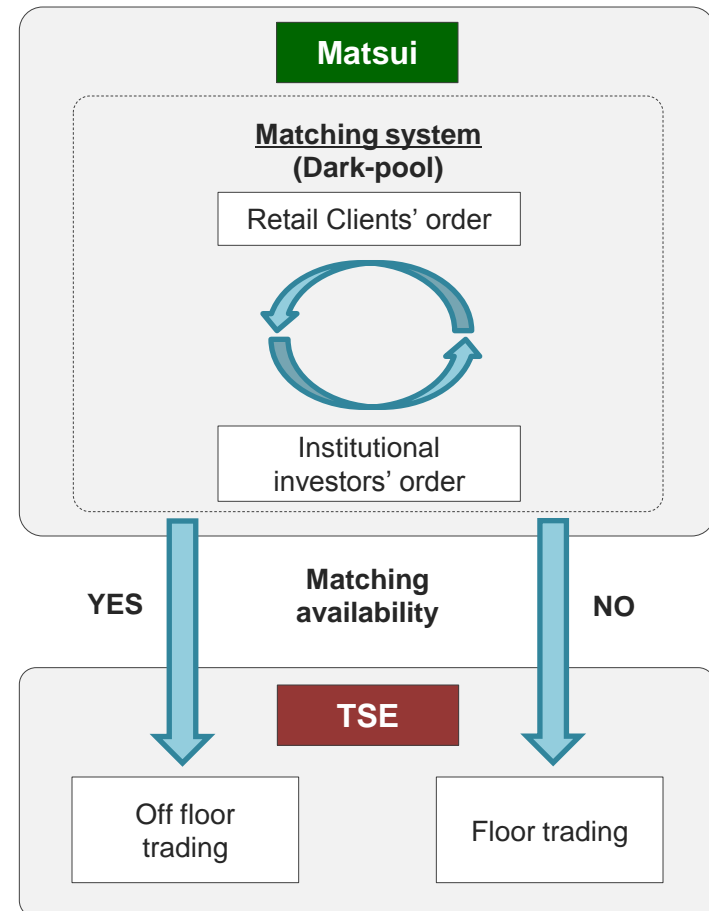 Matsui
Matching system
(Dark-pool)
Retail Clients’ order
Institutional
investors’ order
YES
Matching
availability
NO
TSE
Off floor
trading
Floor trading